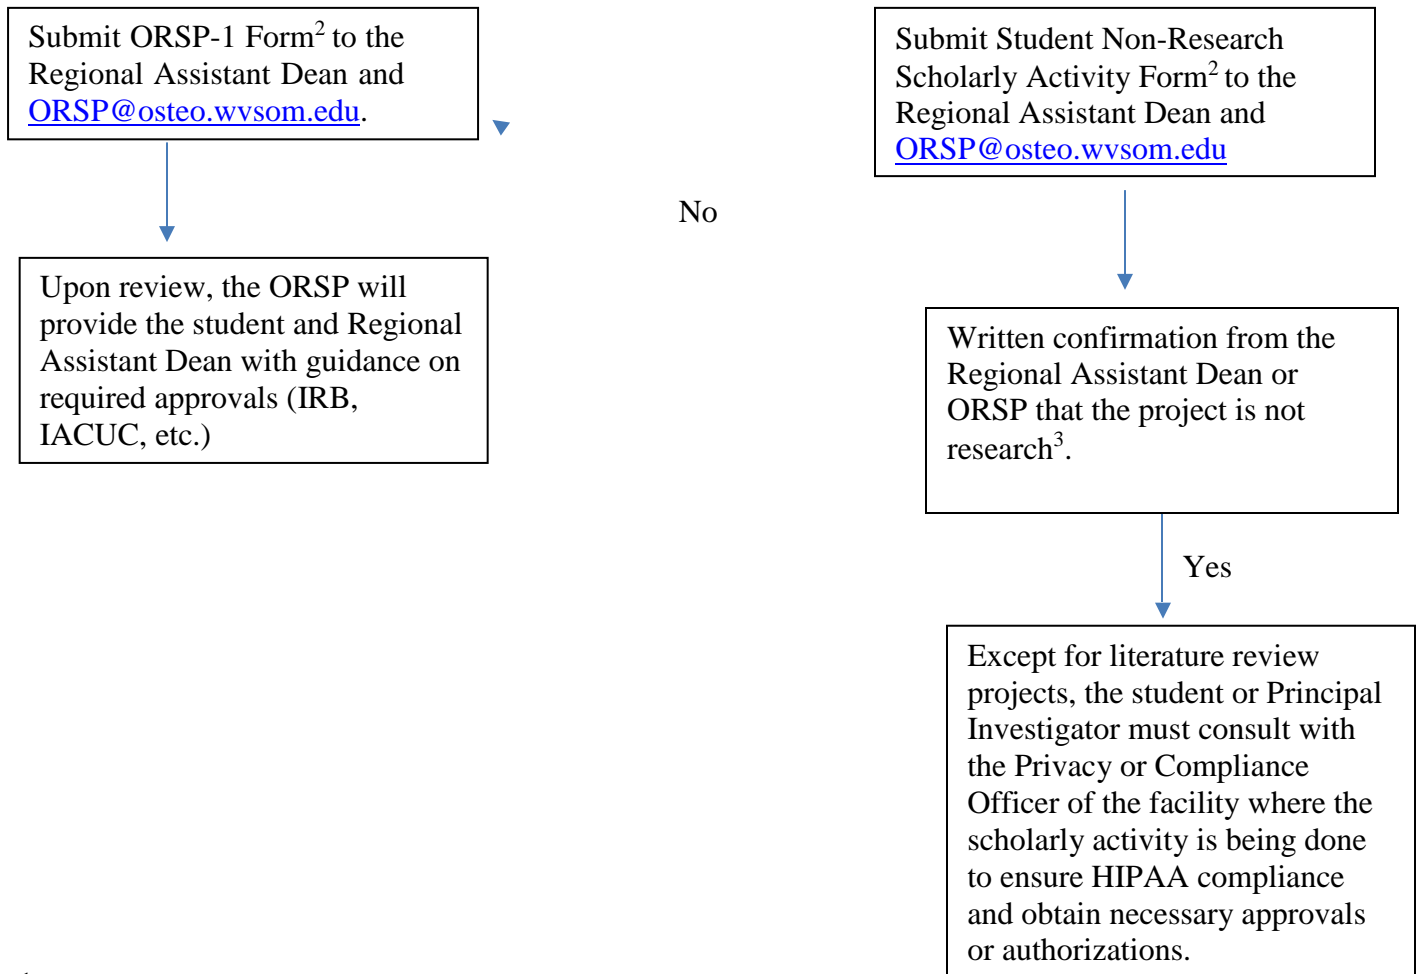 Submit ORSP-1 Form² to the
Regional Assistant Dean and
ORSP@osteo.wvsom.edu.
Submit Student Non-Research
Scholarly Activity Form² to the
Regional Assistant Dean and
ORSP@osteo.wvsom.edu
No
Upon review, the ORSP will
provide the student and Regional
Assistant Dean with guidance on
required approvals (IRB,
IACUC, etc.)
Written confirmation from the
Regional Assistant Dean or
ORSP that the project is not
research³.
Yes
Except for literature review
projects, the student or Principal
Investigator must consult with
the Privacy or Compliance
Officer of the facility where the
scholarly activity is being done
to ensure HIPAA compliance
and obtain necessary approvals
or authorizations.